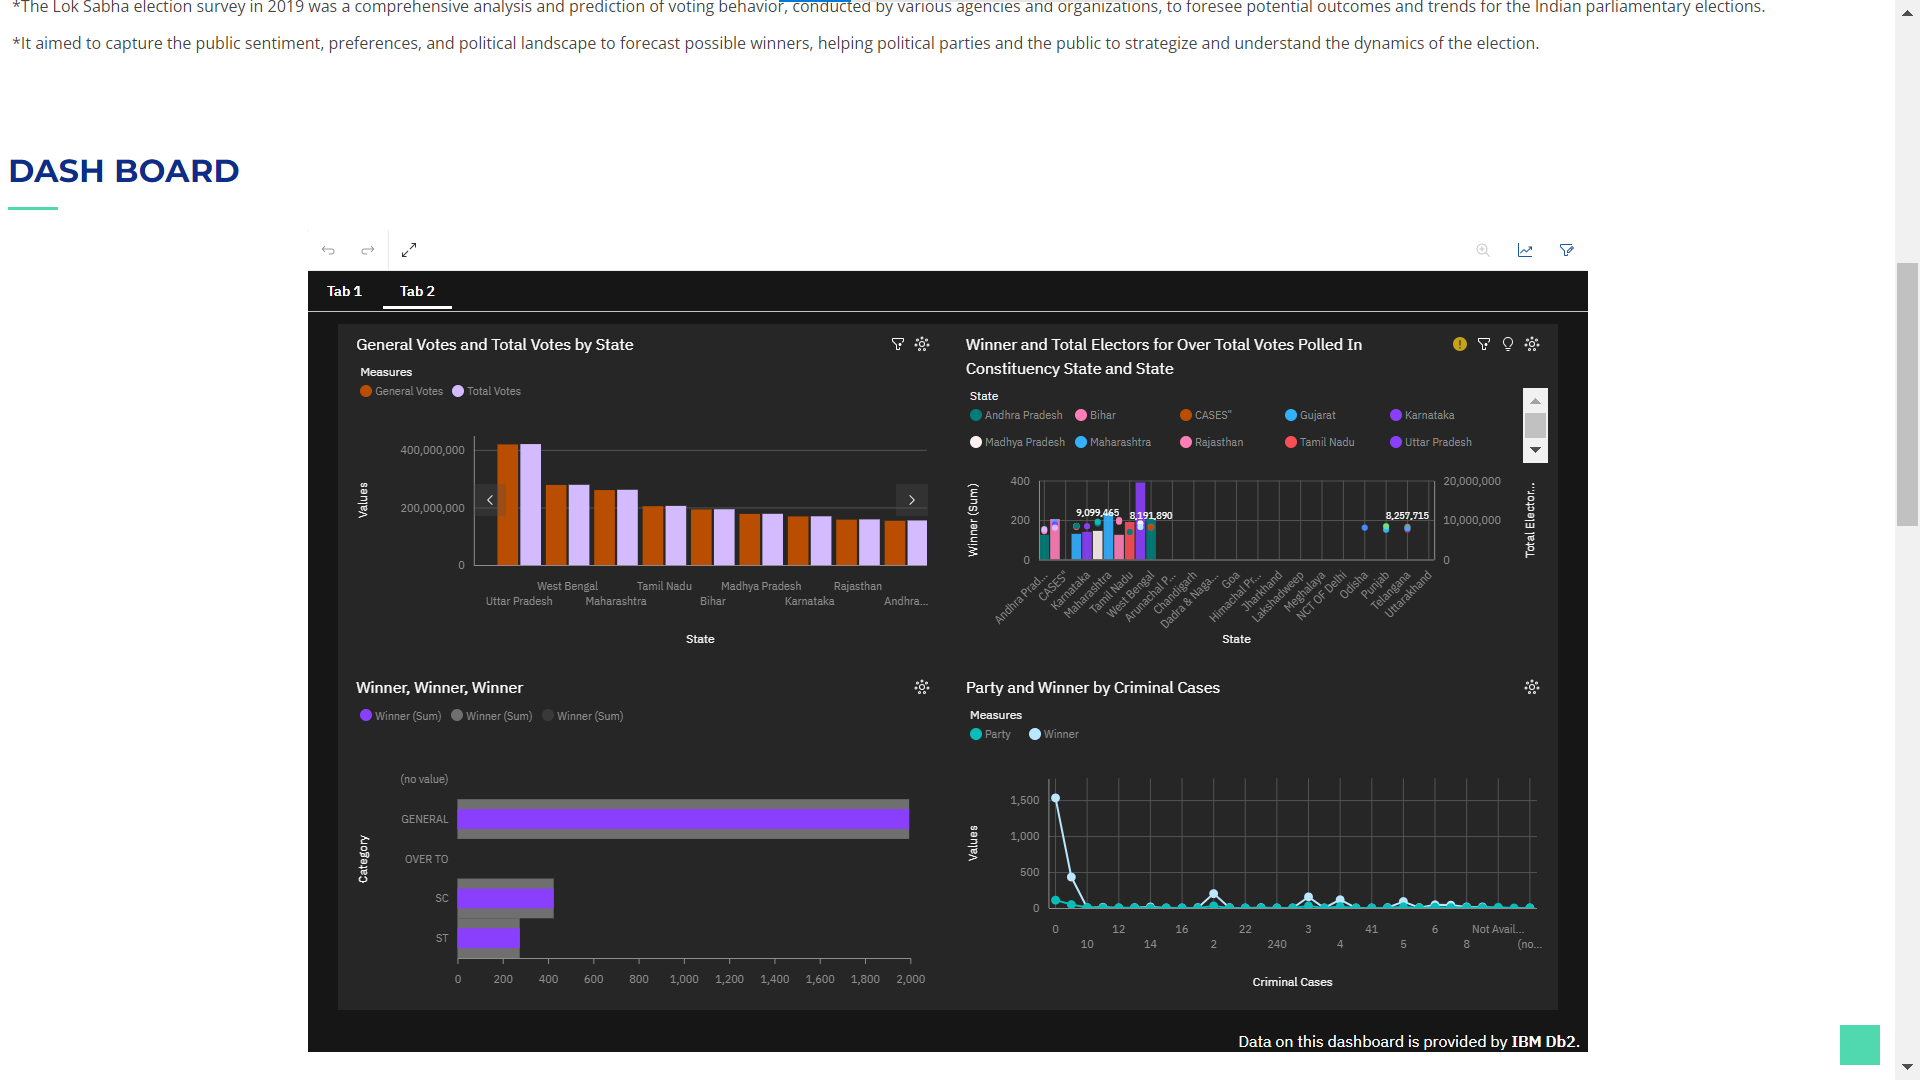 *The Lok Sabha election survey in 2019 was a comprehensive analysis and prediction of voting behavior, conducted by various agencies and organizations, to foresee potential outcomes and trends for the Indian parliamentary elections.
*It aimed to capture the public sentiment, preferences, and political landscape to forecast possible winners, helping political parties and the public to strategize and understand the dynamics of the election.
DASH BOARD
Tab 1 Tab 2
General Votes and Total Votes by State
Measures
General Votes Total Votes
Values
400,000,000
200,000,000
0
West Bengal Tamil Nadu Madhya Pradesh Rajasthan
Uttar Pradesh Maharashtra Bihar Karnataka Andhra...
State
Winner and Total Electors for Over Total Votes Polled In
Constituency State and State
State
Andhra Pradesh Bihar CASES" Gujarat Karnataka
Madhya Pradesh Maharashtra Rajasthan Tamil Nadu Uttar Pradesh
Winner (Sum)
400
200
0
9,099,465 8,191,890 8,257,715
20,000,000
10,000,000
0
Total Elector...
Andhra Prad... CASES" Karnataka Maharashtra Tamil Nadu West Bengal Arunachal P... Chandigarh Dadra & Naga... Goa Himachal Pr... Jharkhand Lakshadweep Meghalaya NCT OF Delhi Odisha Punjab Telangana Uttarakhand
State
Winner, Winner, Winner
Winner (Sum) Winner (Sum) Winner (Sum)
Category
(no value)
GENERAL
OVER TO
SC
ST
0 200 400 600 800 1,000 1,200 1,400 1,600 1,800 2,000
Party and Winner by Criminal Cases
Measures
Party Winner
Values
1,500
1,000
500
0
0 12 16 22 3 41 6 Not Avail...
10 14 2 240 4 5 8 (no...
Criminal Cases
Data on this dashboard is provided by IBM Db2.